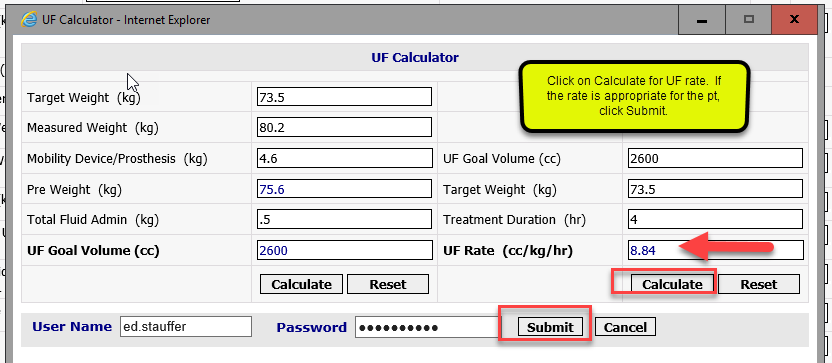 UF Calculator - Internet Explorer
UF Calculator
Click on Calculate for UF rate. If
the rate is appropriate for the pt,
click Submit.
Target Weight (kg) 73.5
Measured Weight (kg) 80.2
Mobility Device/Prosthesis (kg) 4.6 UF Goal Volume (cc) 2600
Pre Weight (kg) 75.6 Target Weight (kg) 73.5
Total Fluid Admin (kg) .5 Treatment Duration (hr) 4
UF Goal Volume (cc) 2600 UF Rate (cc/kg/hr) 8.84
Calculate Reset Calculate Reset
User Name ed.stauffer Password ●●●●●●●●●● Submit Cancel